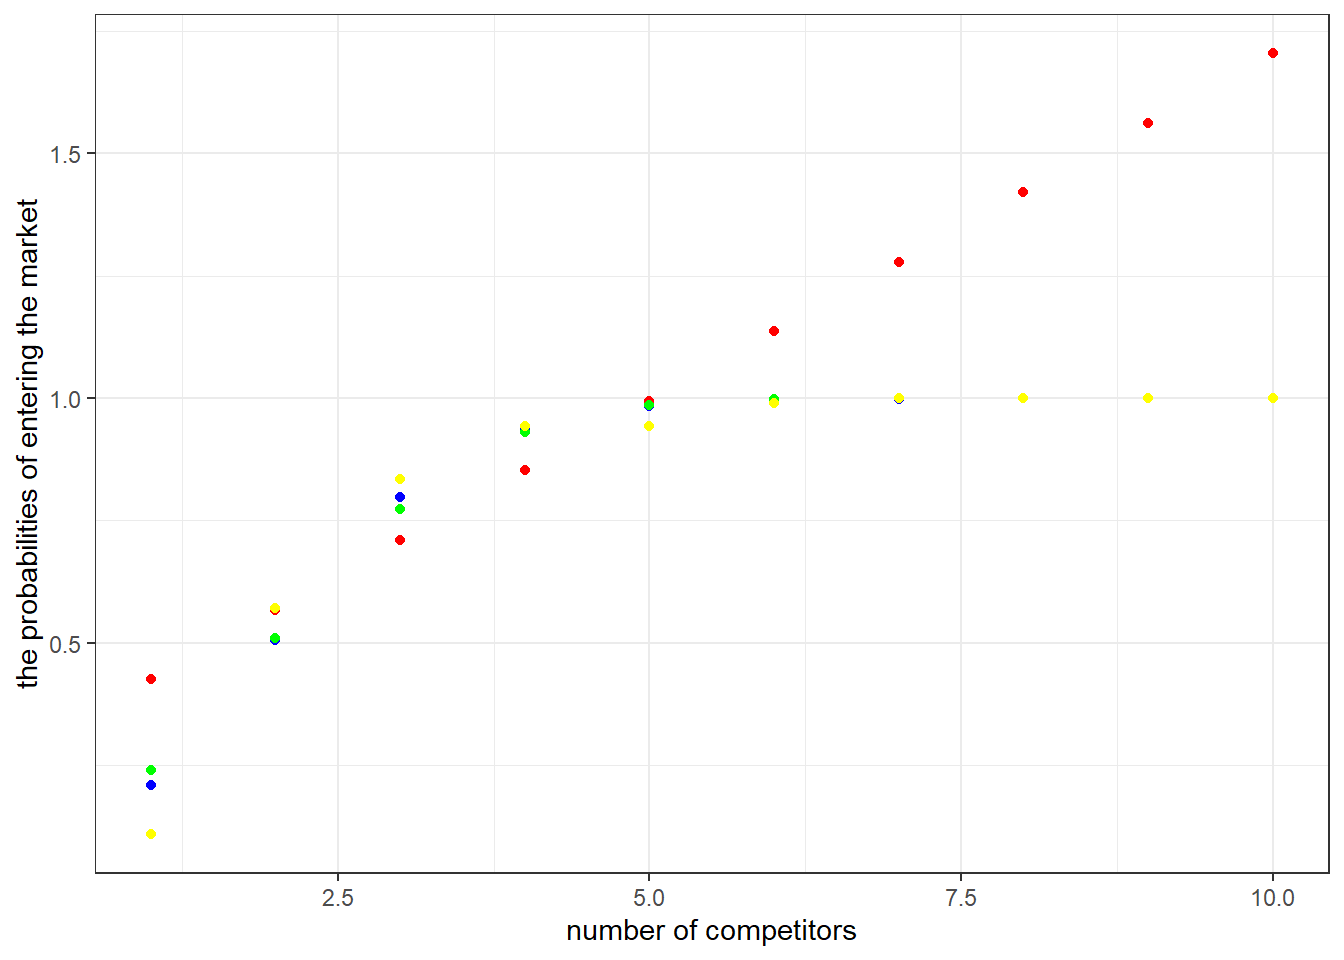 the probabilities of entering the market
1.5
1.0
0.5
2.5 5.0 7.5 10.0
number of competitors